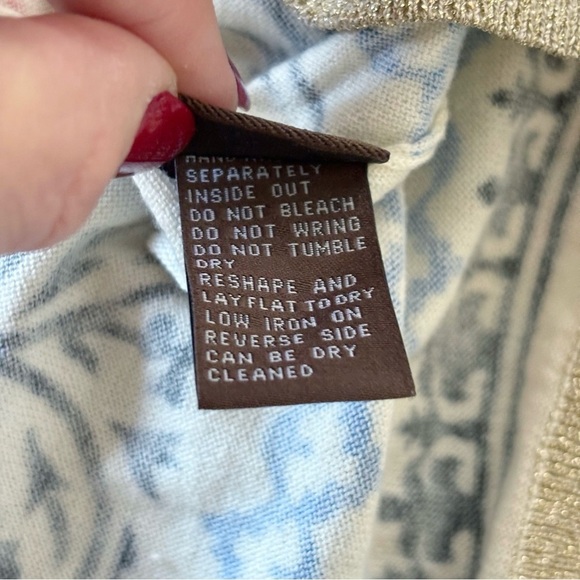 HAND
SEPARATELY
INSIDE OUT
DO NOT BLEACH
DO NOT WRING
DO NOT TUMBLE
DRY
RESHAPE AND
LAY FLAT TO DRY
LOW IRON ON
REVERSE SIDE
CAN BE DRY
CLEANED